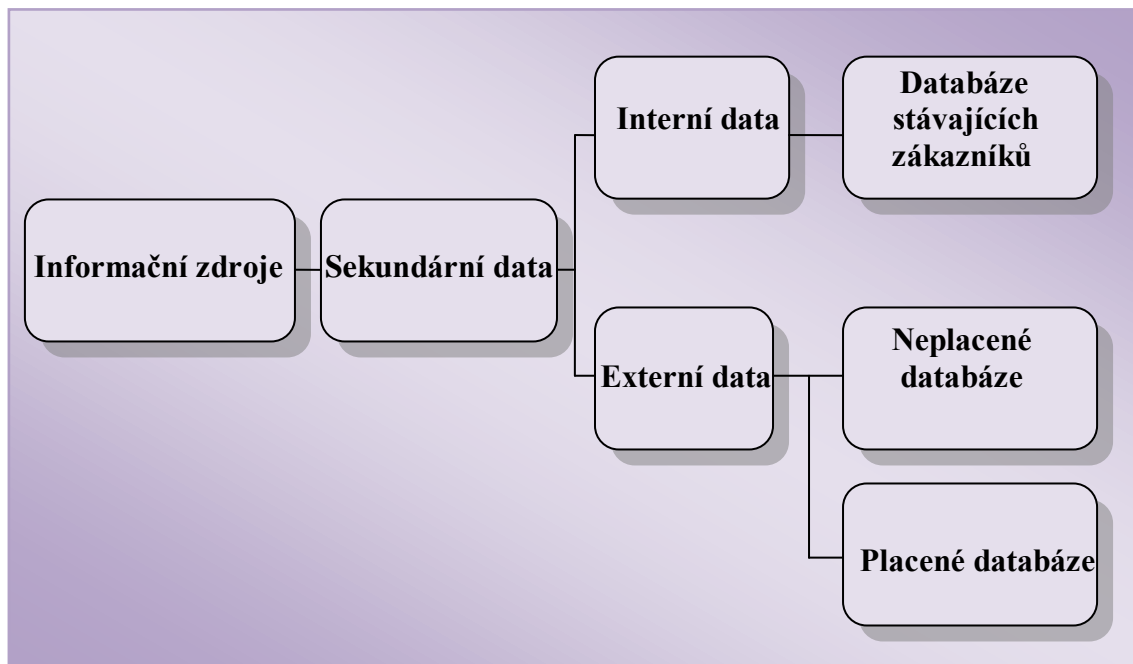 Informační zdroje
Sekundární data
Interní data
Databáze
stávajících
zákazníků
Externí data
Neplacené
databáze
Placené databáze